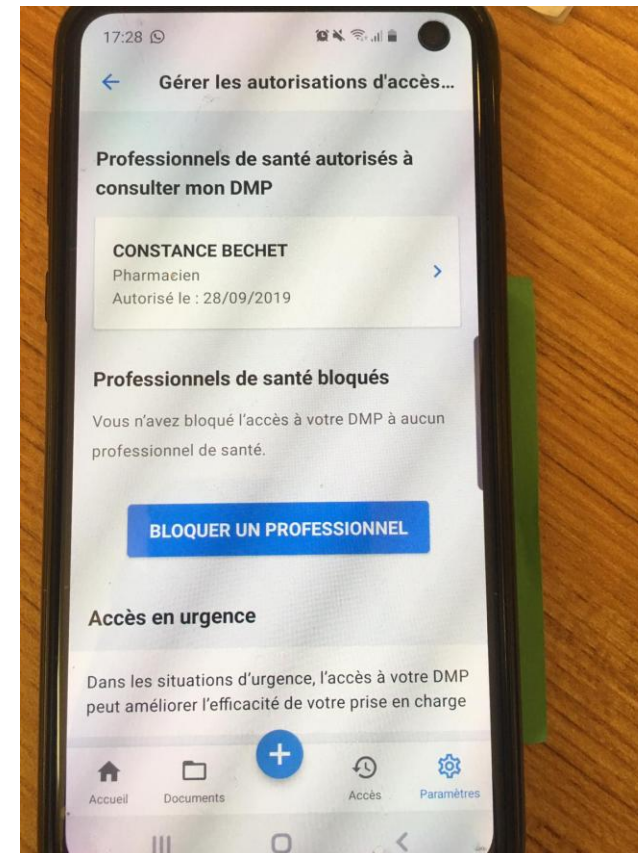 17:28
Gérer les autorisations d'accès...
Professionnels de santé autorisés à
consulter mon DMP
CONSTANCE BECHET
Pharmacien
Autorisé le : 28/09/2019
Professionnels de santé bloqués
Vous n'avez bloqué l'accès à votre DMP à aucun
professionnel de santé.
BLOQUER UN PROFESSIONNEL
Accès en urgence
Dans les situations d'urgence, l'accès à votre DMP
peut améliorer l'efficacité de votre prise en charge
Accueil Documents Accès Paramètres